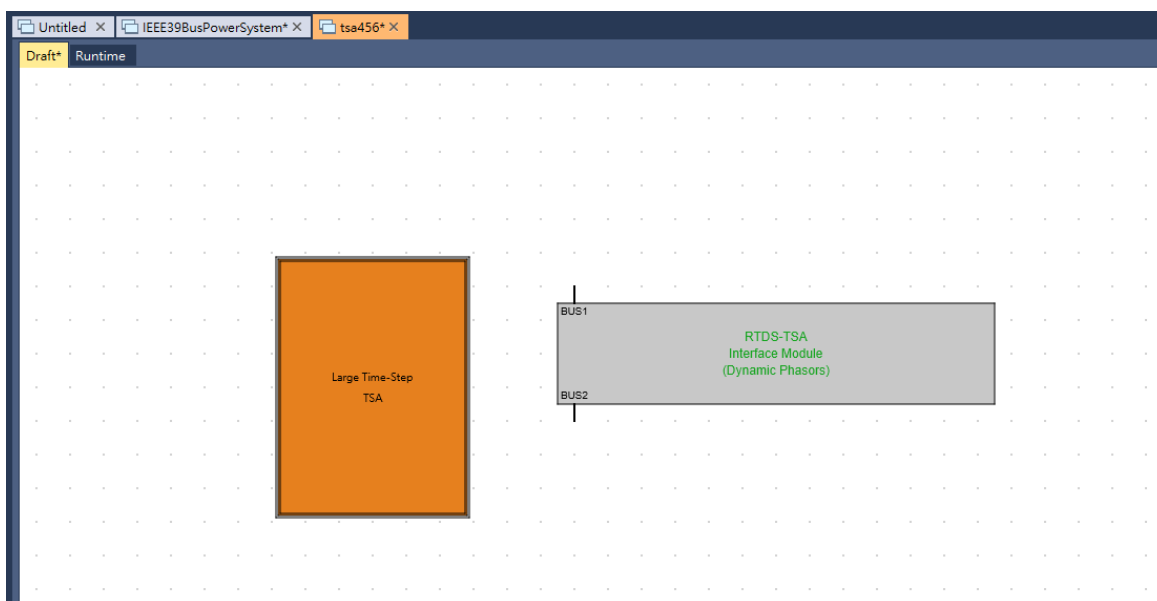 Untitled × IEEE39BusPowerSystem* × tsa456* ×
Draft* Runtime
BUS1
RTDS-TSA
Interface Module
(Dynamic Phasors)
BUS2
Large Time-Step
TSA